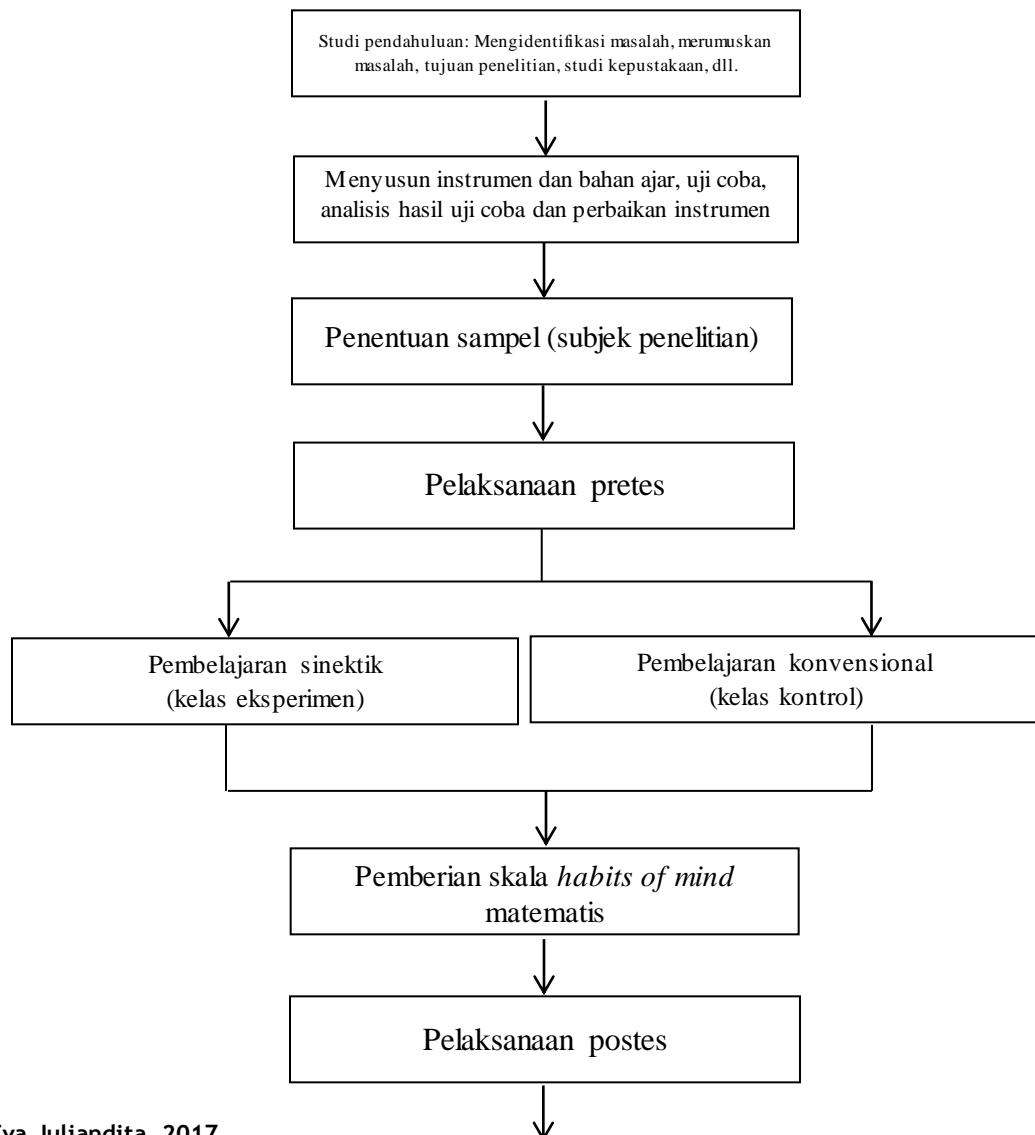 Studi pendahuluan: Mengidentifikasi masalah, merumuskan
masalah, tujuan penelitian, studi kepustakaan, dll.
Menyusun instrumen dan bahan ajar, uji coba,
analisis hasil uji coba dan perbaikan instrumen
Penentuan sampel (subjek penelitian)
Pelaksanaan pretes
Pembelajaran sinektik
(kelas eksperimen)
Pembelajaran konvensional
(kelas kontrol)
Pemberian skala habits of mind
matematis
Pelaksanaan postes
Juliandita, 2017